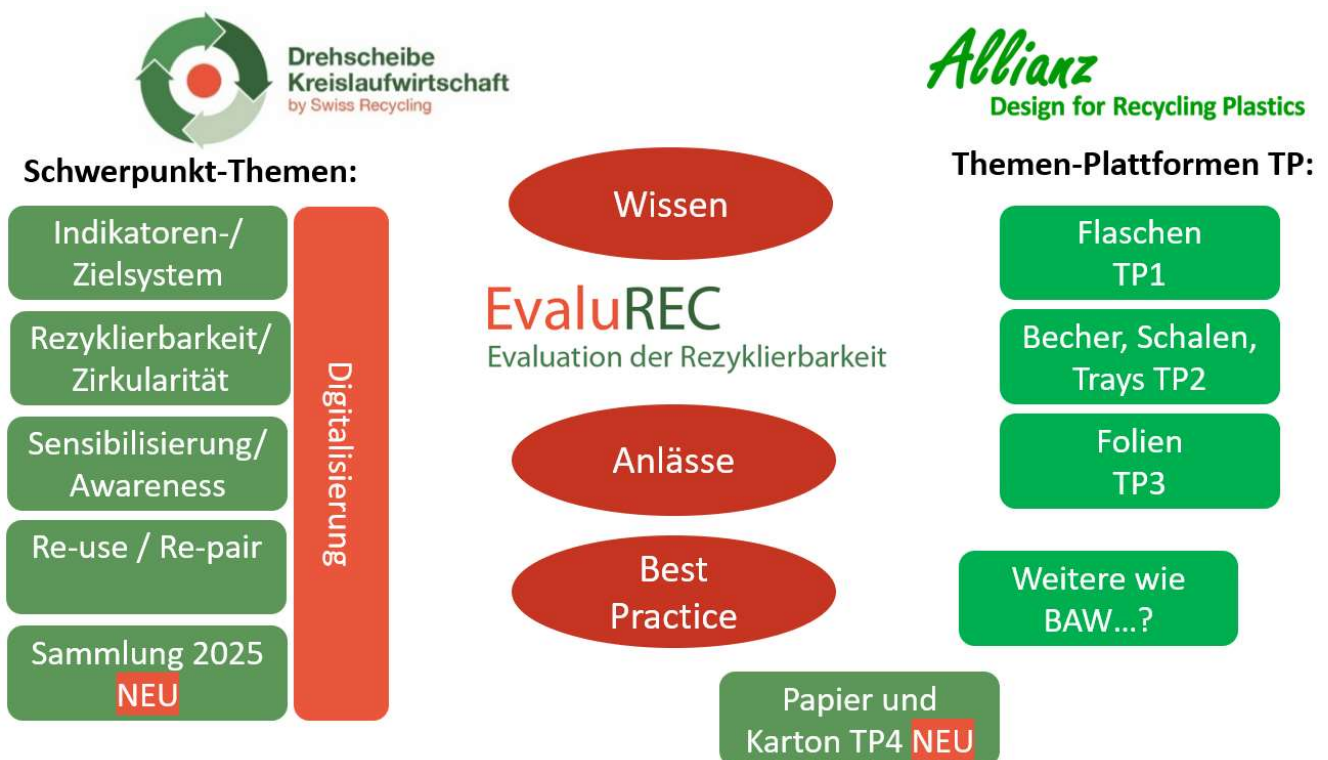 Drehscheibe
Kreislaufwirtschaft
by Swiss Recycling
Allianz
Design for Recycling Plastics
Schwerpunkt-Themen:
Indikatoren-/
Zielsystem
Rezyklierbarkeit/
Zirkularität
Sensibilisierung/
Awareness
Re-use / Re-pair
Sammlung 2025
NEU
Digitalisierung
Wissen
EvaluREC
Evaluation der Rezyklierbarkeit
Anlässe
Best
Practice
Themen-Plattformen TP:
Flaschen
TP1
Becher, Schalen,
Trays TP2
Folien
TP3
Weitere wie
BAW...?
Papier und
Karton TP4 NEU